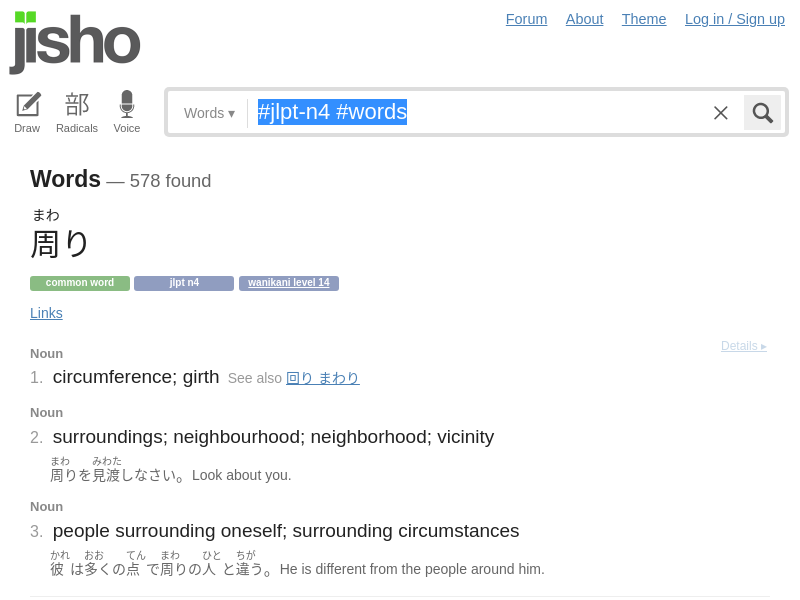 jisho
Forum About Theme Log in / Sign up
部
Draw Radicals Voice
Words ▾ #jlpt-n4 #words
Words — 578 found
まわ
周り
common word jlpt n4 wanikani level 14
Links
Details ▸
Noun
1. circumference; girth See also 回り まわり
Noun
2. surroundings; neighbourhood; neighborhood; vicinity
まわ みわた
周りを見渡しなさい。Look about you.
Noun
3. people surrounding oneself; surrounding circumstances
かれ おお てん まわ ひと ちが
彼は多くの点で周りの人と違う。He is different from the people around him.